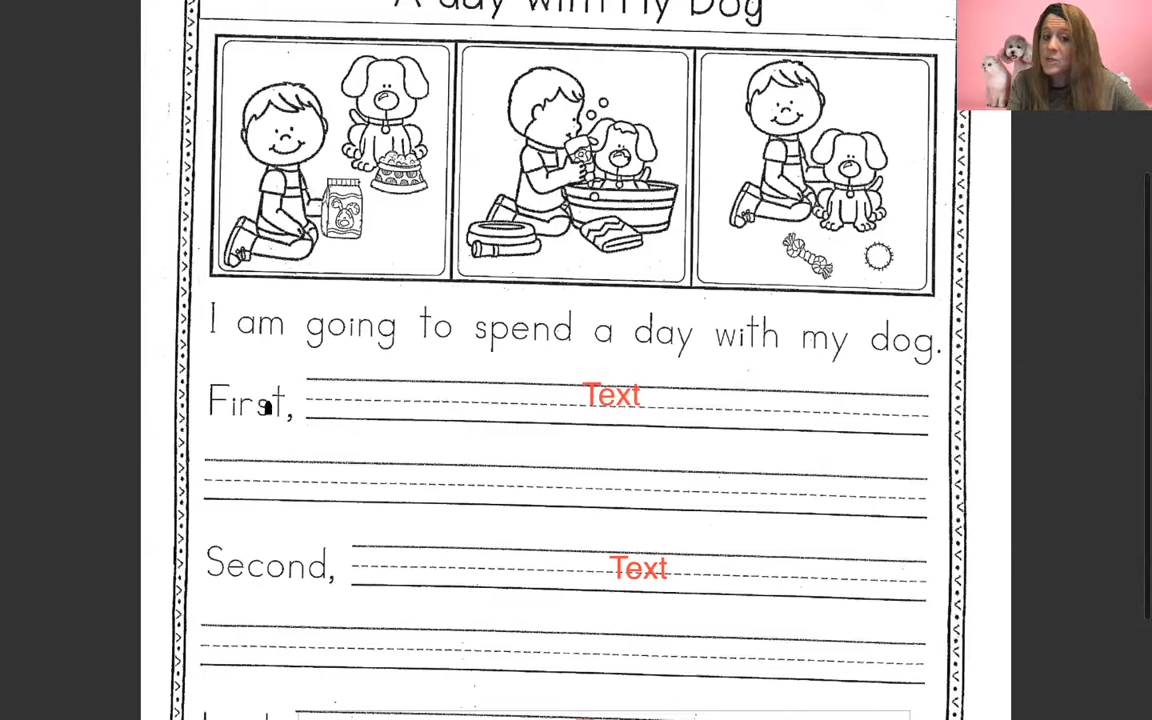 A day with My Dog
I am going to spend a day with my dog.
First,
Text
Second,
Text